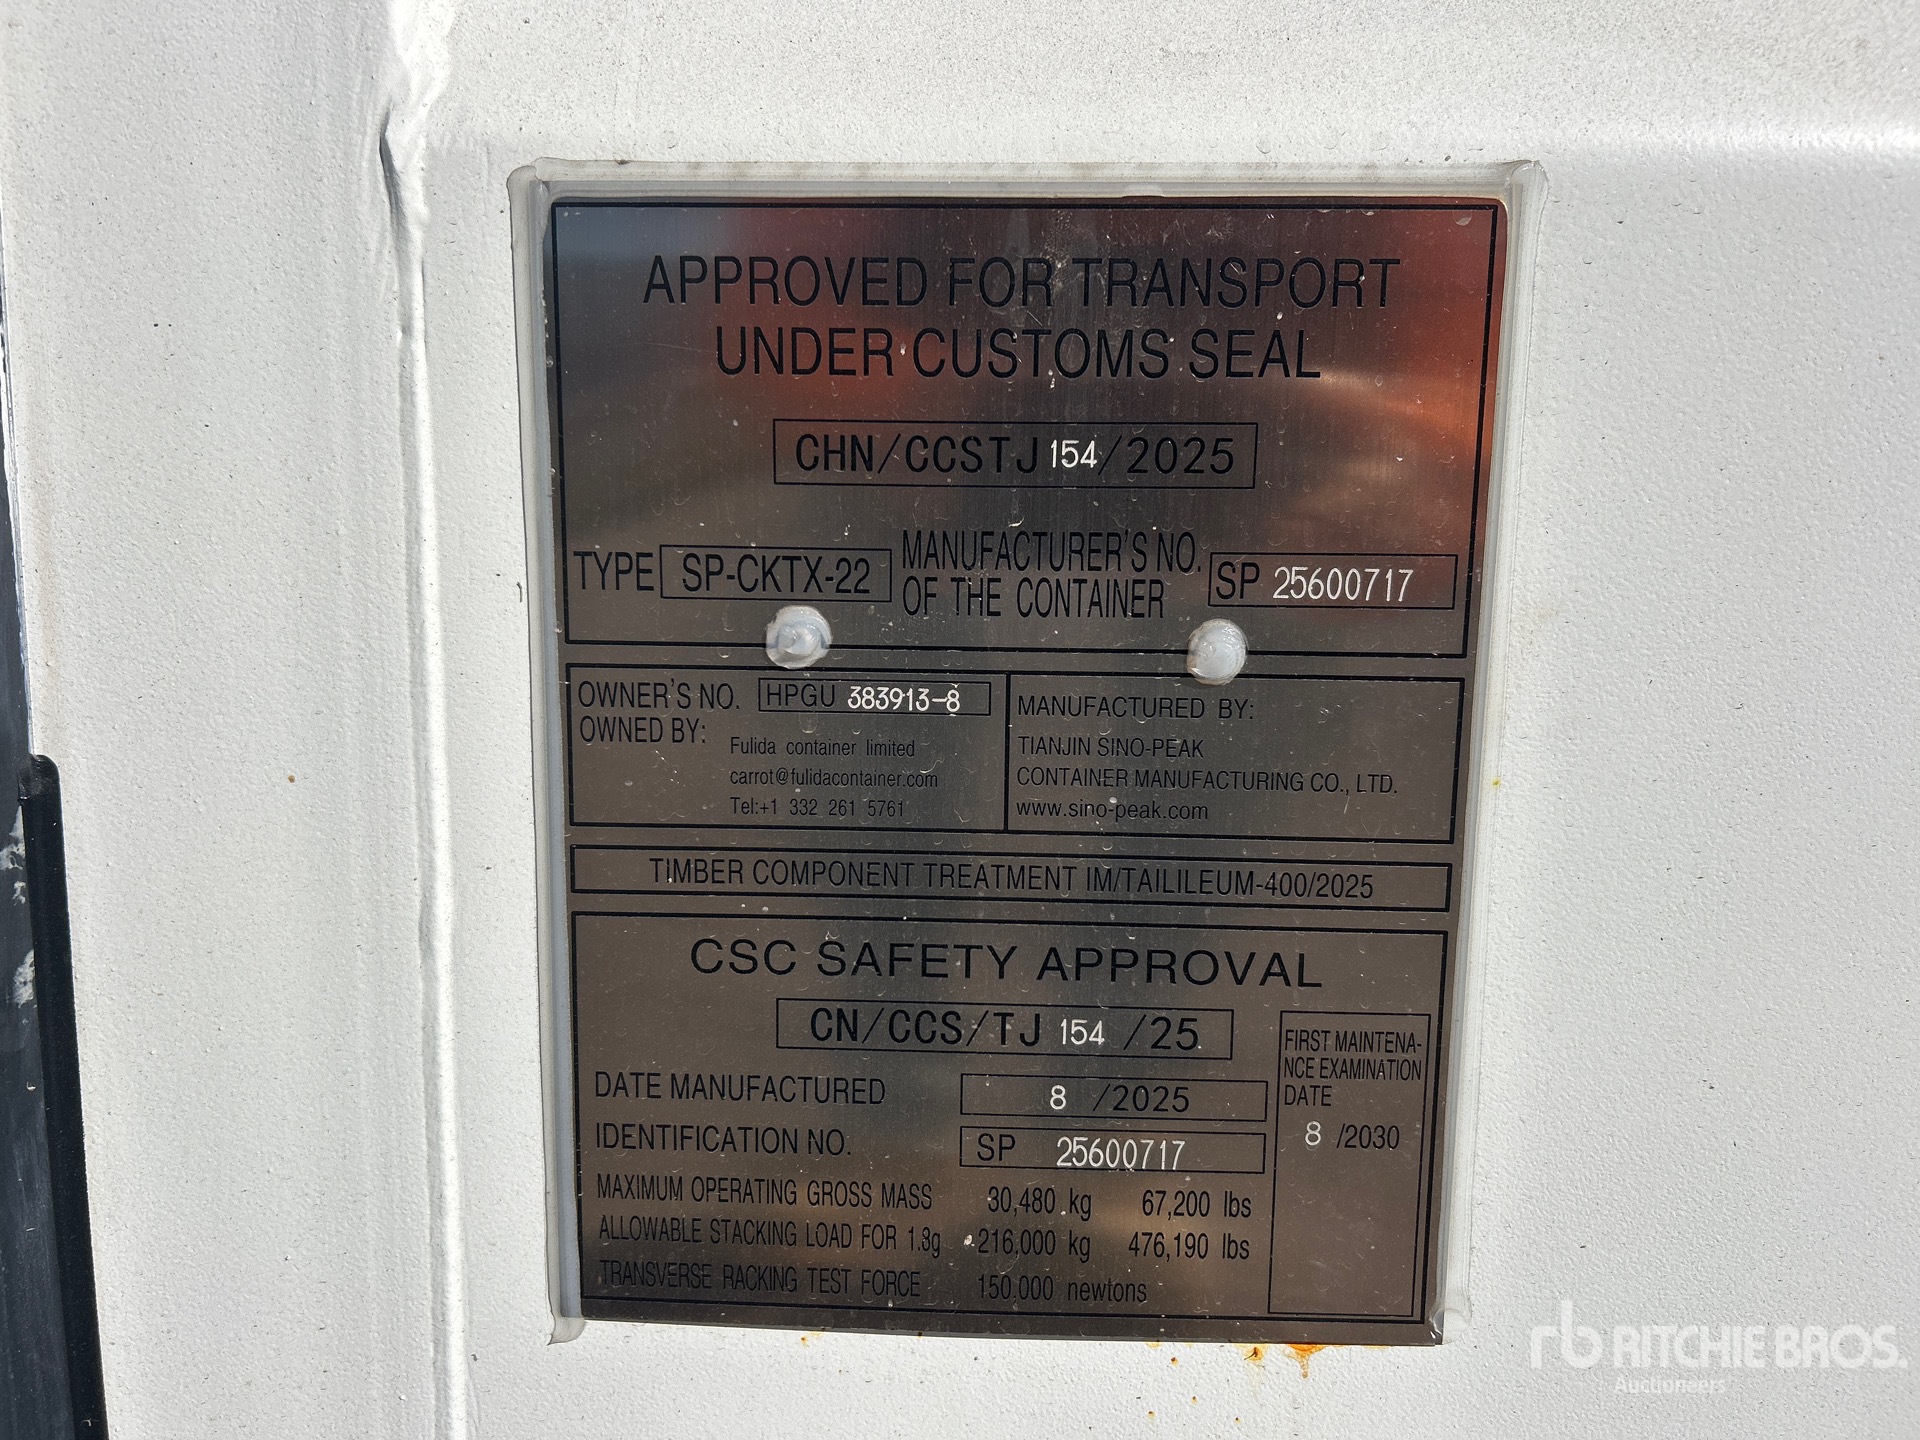 APPROVED FOR TRANSPORT
UNDER CUSTOMS SEAL
CHN/CCSTJ 154/2025
TYPE SP-CKTX-22 MANUFACTURER'S NO. OF THE CONTAINER SP 25600717
OWNER'S NO. HPGU 383913-8
OWNED BY: Fulida container limited
carrot@fulidacontainer.com
Tel:+1 332 261 5761
MANUFACTURED BY:
TIANJIN SINO-PEAK
CONTAINER MANUFACTURING CO., LTD.
www.sino-peak.com
TIMBER COMPONENT TREATMENT IM/TAILILEUM-400/2025
CSC SAFETY APPROVAL
CN/CCS/TJ 154 /25
DATE MANUFACTURED 8 /2025
IDENTIFICATION NO. SP 25600717
MAXIMUM OPERATING GROSS MASS 30,480 kg 67,200 lbs
ALLOWABLE STACKING LOAD FOR 1.8g 216,000 kg 476,190 lbs
TRANSVERSE RACKING TEST FORCE 150,000 newtons
FIRST MAINTENA-
NCE EXAMINATION
DATE
8 /2030
rb RITCHIE BROS.
Auctioneers